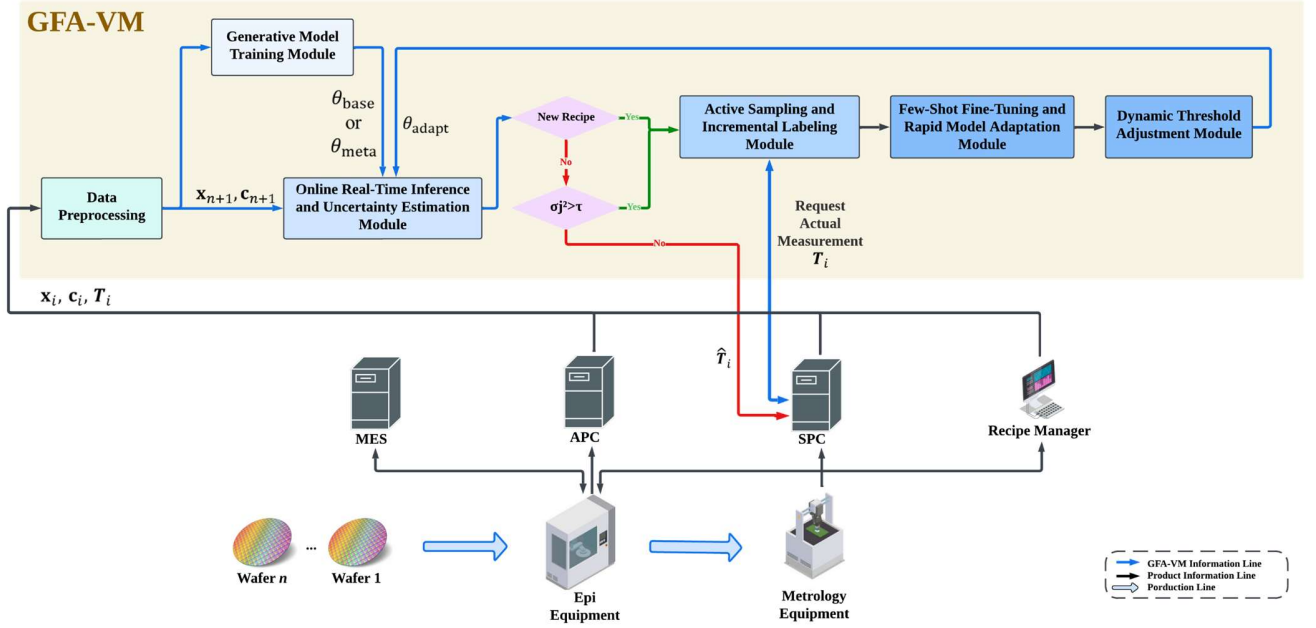 GFA-VM
Generative Model
Training Module
θbase
or
θmeta
θadapt
New Recipe
Yes
No
σj²>τ
Yes
No
Active Sampling and
Incremental Labeling
Module
Few-Shot Fine-Tuning and
Rapid Model Adaptation
Module
Dynamic Threshold
Adjustment Module
Data
Preprocessing
xn+1, cn+1
Online Real-Time Inference
and Uncertainty Estimation
Module
Request
Actual
Measurement
Ti
xi, ci, Ti
T̂i
MES
APC
SPC
Recipe Manager
Wafer n
...
Wafer 1
Epi
Equipment
Metrology
Equipment
GFA-VM Information Line
Product Information Line
Porduction Line